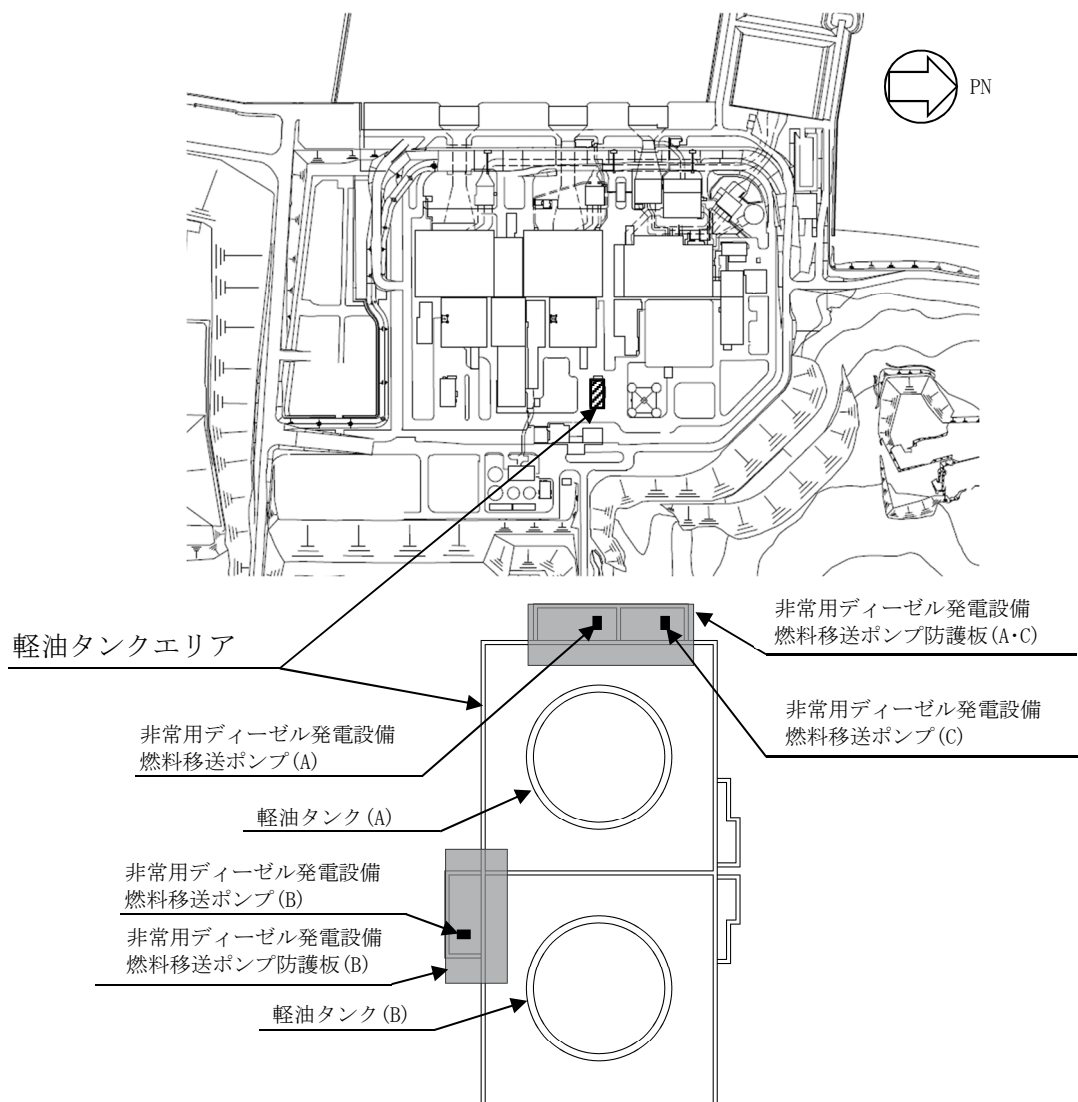 PN
軽油タンクエリア
非常用ディーゼル発電設備
燃料移送ポンプ防護板(A・C)
非常用ディーゼル発電設備
燃料移送ポンプ(C)
非常用ディーゼル発電設備
燃料移送ポンプ(A)
軽油タンク(A)
非常用ディーゼル発電設備
燃料移送ポンプ(B)
非常用ディーゼル発電設備
燃料移送ポンプ防護板(B)
軽油タンク(B)